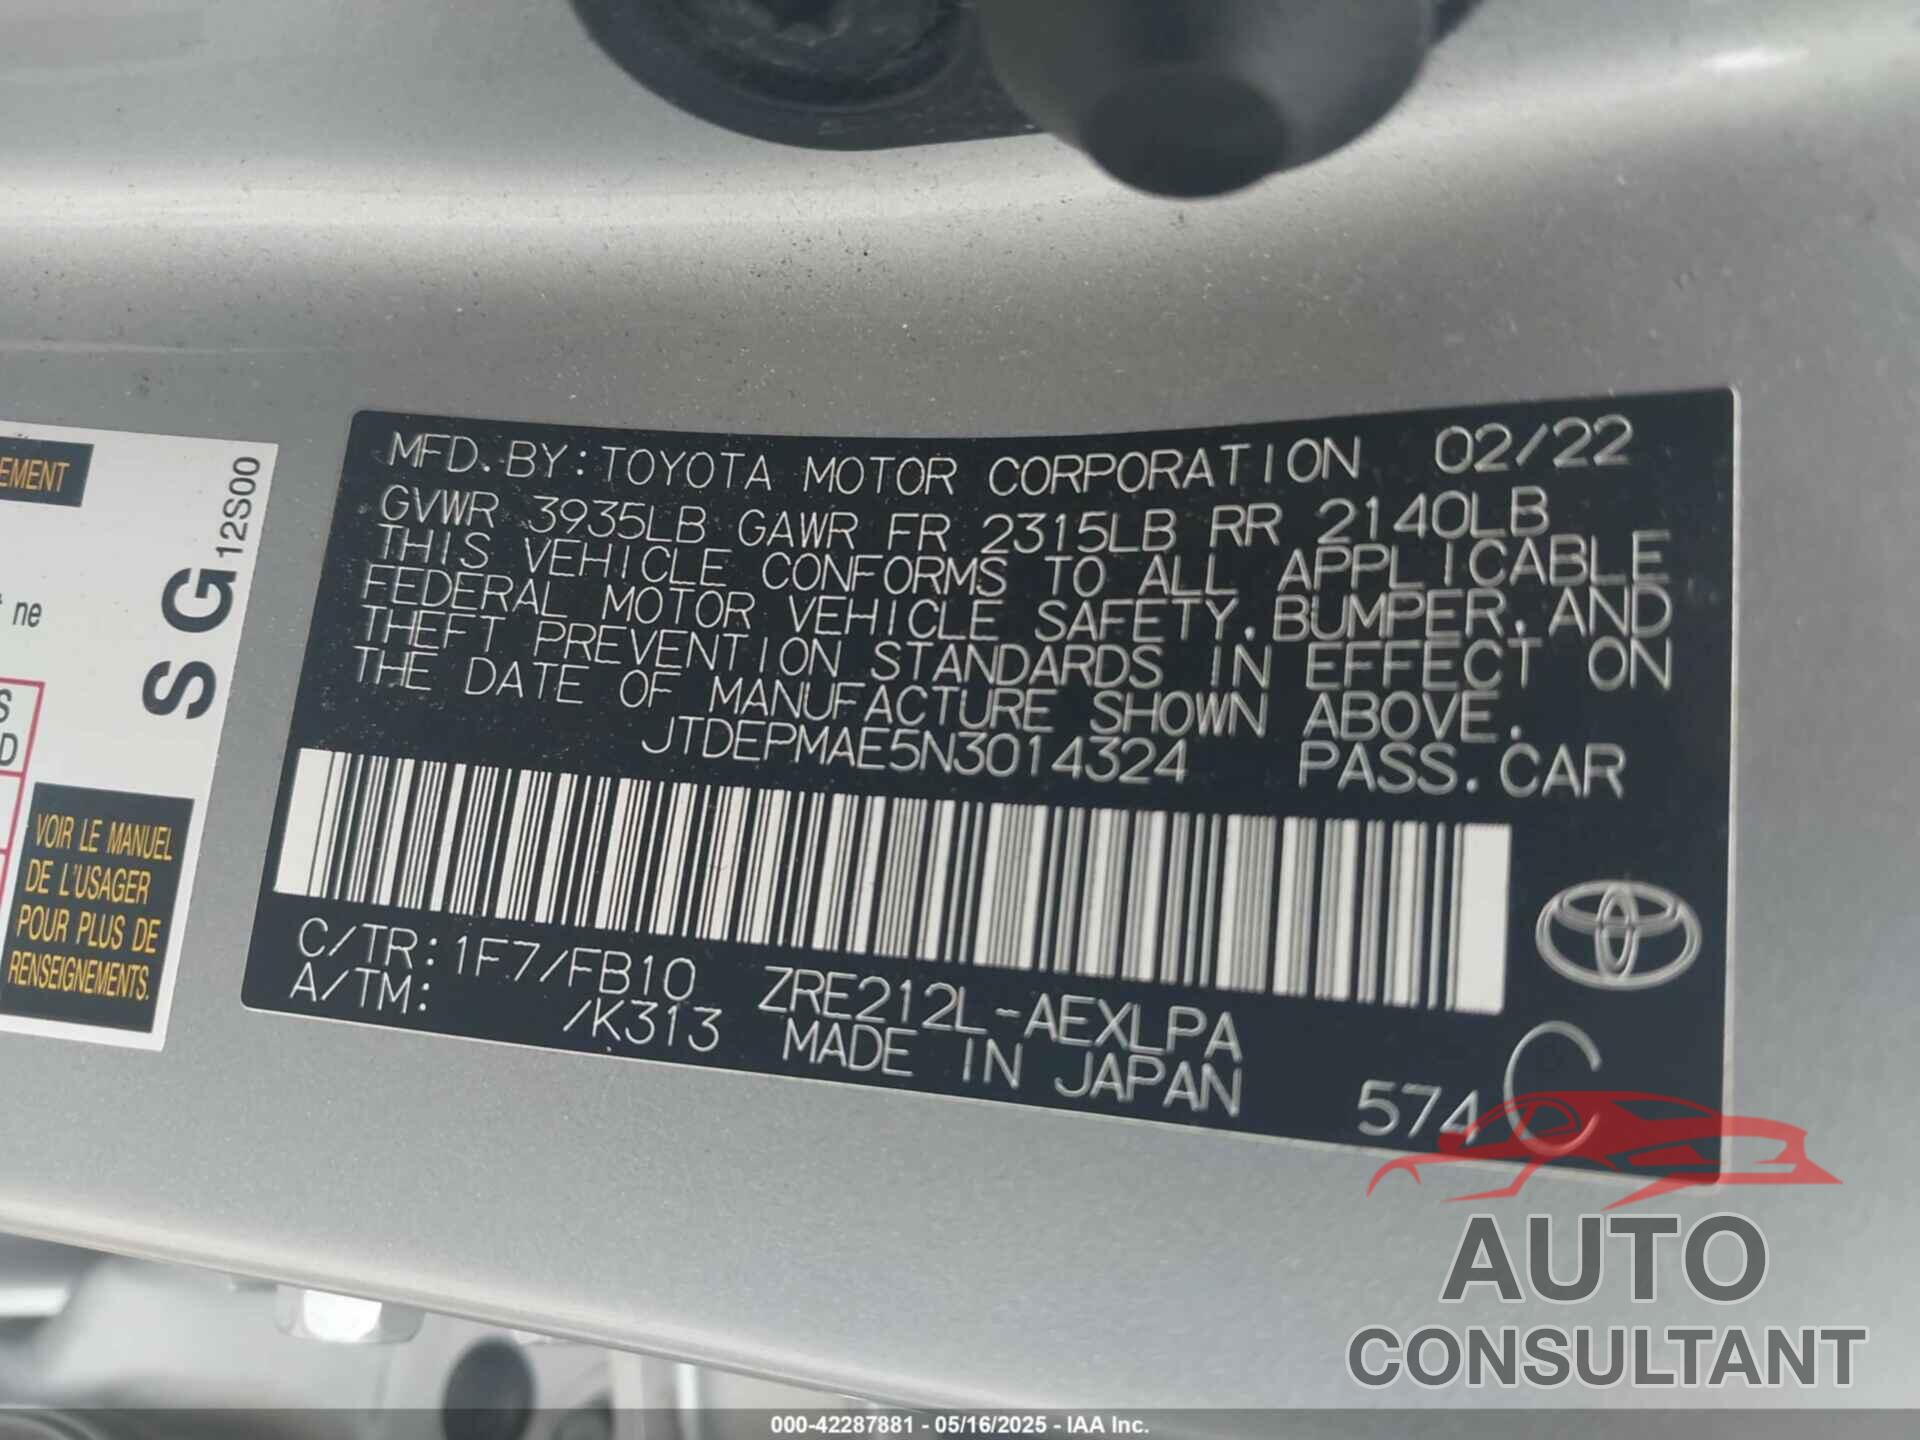 MFD. BY: TOYOTA MOTOR CORPORATION 02/22
GVWR 3935LB GAWR FR 2315LB RR 2140LB
THIS VEHICLE CONFORMS TO ALL APPLICABLE
FEDERAL MOTOR VEHICLE SAFETY, BUMPER, AND
THEFT PREVENTION STANDARDS IN EFFECT ON
THE DATE OF MANUFACTURE SHOWN ABOVE.
JTDEPMAE5N3014324 PASS. CAR
C/TR: 1F7/FB10 ZRE212L-AEXLPA
A/TM: /K313 MADE IN JAPAN
574 C
EMENT
ne
S
D
SG12S00
VOIR LE MANUEL
DE L'USAGER
POUR PLUS DE
RENSEIGNEMENTS.
AUTO
CONSULTANT
000-42287881 - 05/16/2025 - IAA Inc.